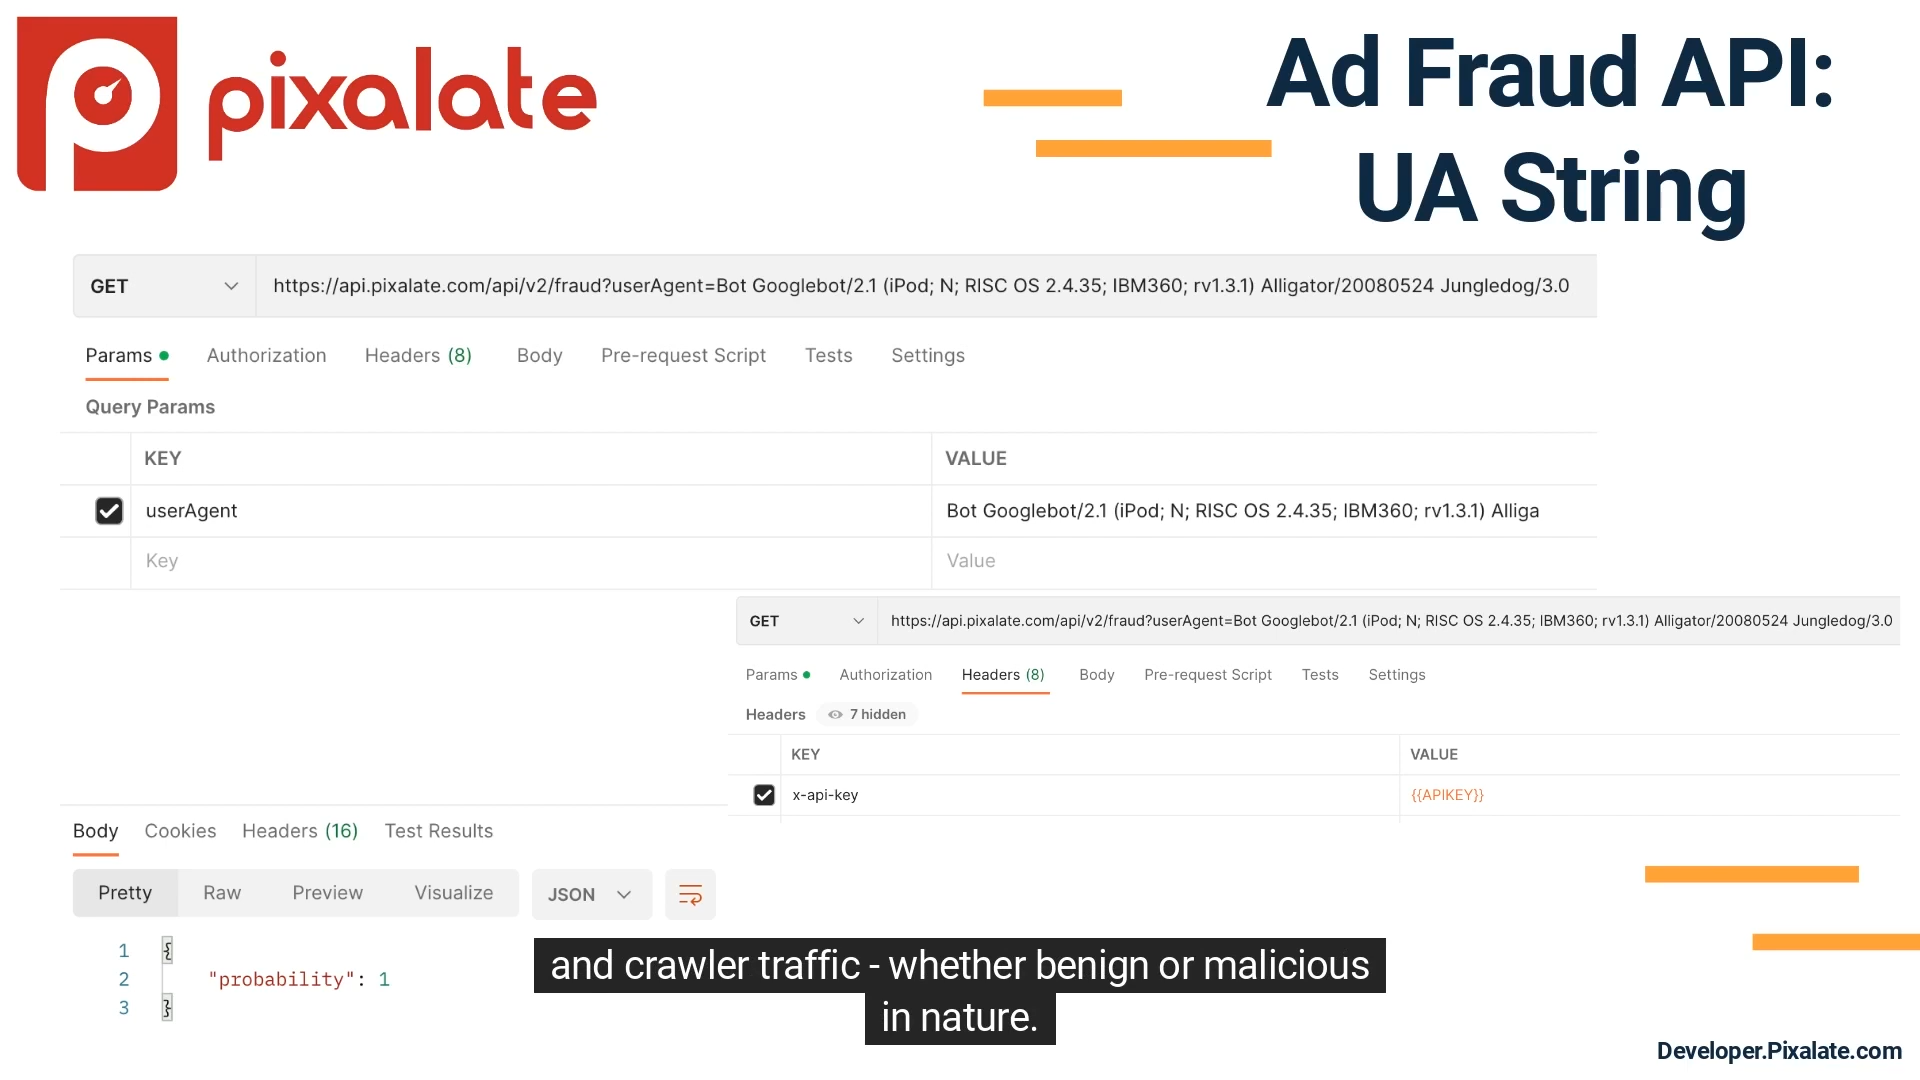 pixalate
Ad Fraud API:
UA String
GET
https://api.pixalate.com/api/v2/fraud?userAgent=Bot Googlebot/2.1 (iPod; N; RISC OS 2.4.35; IBM360; rv1.3.1) Alligator/20080524 Jungledog/3.0
Params Authorization Headers (8) Body Pre-request Script Tests Settings
Query Params
KEY VALUE
userAgent Bot Googlebot/2.1 (iPod; N; RISC OS 2.4.35; IBM360; rv1.3.1) Alliga
Key Value
GET https://api.pixalate.com/api/v2/fraud?userAgent=Bot Googlebot/2.1 (iPod; N; RISC OS 2.4.35; IBM360; rv1.3.1) Alligator/20080524 Jungledog/3.0
Params Authorization Headers (8) Body Pre-request Script Tests Settings
Headers 7 hidden
KEY VALUE
x-api-key {{APIKEY}}
Body Cookies Headers (16) Test Results
Pretty Raw Preview Visualize JSON
1 {
2 "probability": 1
3 }
and crawler traffic - whether benign or malicious
in nature.
Developer.Pixalate.com